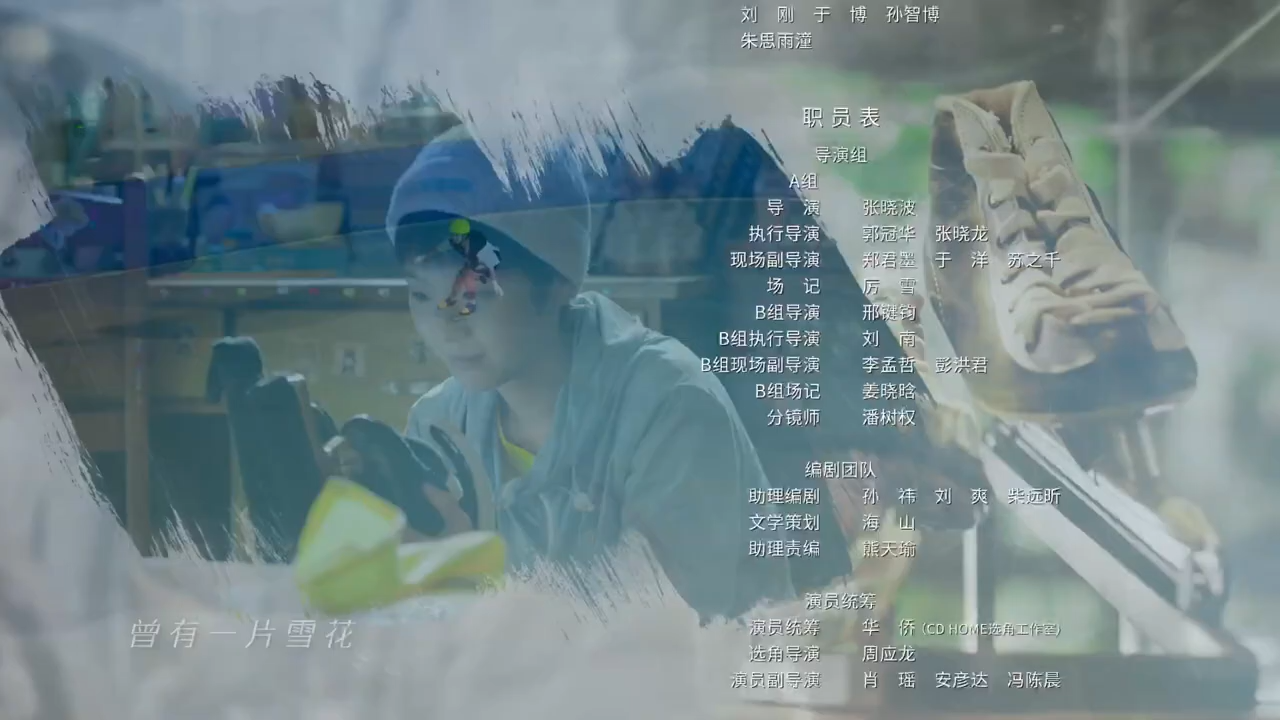 刘　刚　于　博　孙智博
朱思雨潼
职员表
导演组
A组
导　演　张晓波
执行导演　郭冠华　张晓龙
现场副导演　郑君墨　于　洋　苏之千
场　记　厉　雪
B组导演　邢键钧
B组执行导演　刘　南
B组现场副导演　李孟哲　彭洪君
B组场记　姜晓晗
分镜师　潘树权
编剧团队
助理编剧　孙　祎　刘　爽　柴远昕
文学策划　海　山
助理责编　熊天瑜
演员统筹
演员统筹　华　侨（CD HOME选角工作室）
选角导演　周应龙
演员副导演　肖　瑶　安彦达　冯陈晨
曾有一片雪花